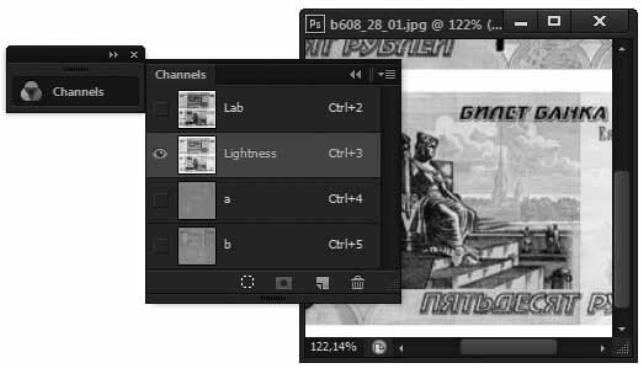 Channels
Channels
Lab Ctrl+2
Lightness Ctrl+3
a Ctrl+4
b Ctrl+5
Ps b608_28_01.jpg @ 122% (...
ЯТ РУБЛЕЙ
БИЛЕТ БАНКА
ПЯТЬДЕСЯТ РУ
122,14%